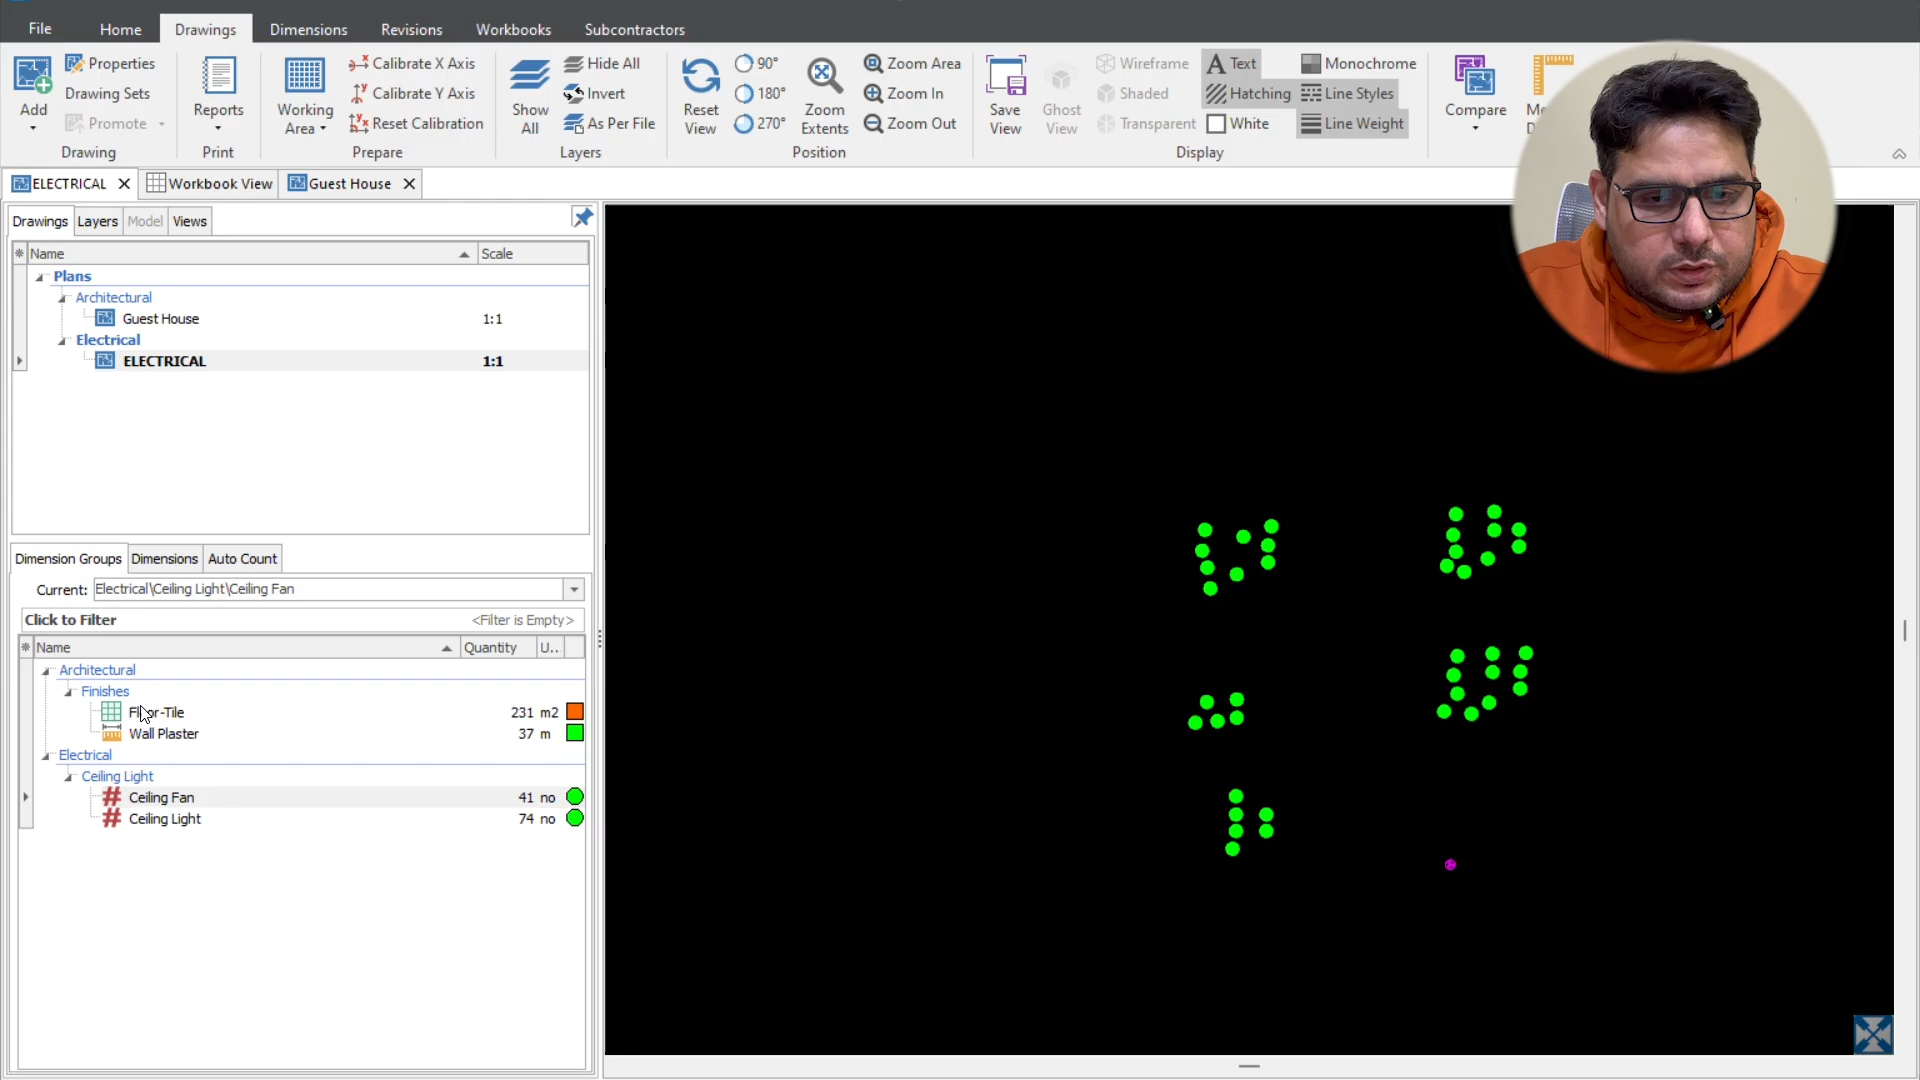 File Home Drawings Dimensions Revisions Workbooks Subcontractors
Add
Properties
Drawing Sets
Promote
Drawing
Reports
Print
Working Area
Calibrate X Axis
Calibrate Y Axis
Reset Calibration
Prepare
Show All
Hide All
Invert
As Per File
Layers
Reset View
90°
180°
270°
Zoom Extents
Zoom Area
Zoom In
Zoom Out
Position
Save View
Ghost View
Wireframe
Shaded
Transparent
Text
Hatching
White
Monochrome
Line Styles
Line Weight
Display
Compare
ELECTRICAL Workbook View Guest House
Drawings Layers Model Views
Name Scale
Plans
Architectural
Guest House 1:1
Electrical
ELECTRICAL 1:1
Dimension Groups Dimensions Auto Count
Current: Electrical\Ceiling Light\Ceiling Fan
Click to Filter <Filter is Empty>
Name Quantity U..
Architectural
Finishes
Floor-Tile 231 m2
Wall Plaster 37 m
Electrical
Ceiling Light
# Ceiling Fan 41 no
# Ceiling Light 74 no